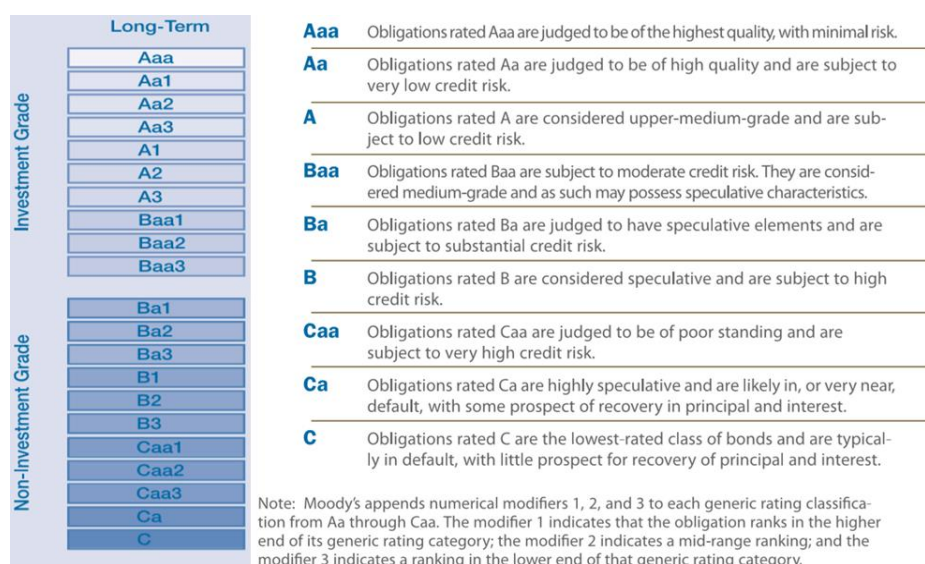 Long-Term
Investment Grade
Aaa
Aa1
Aa2
Aa3
A1
A2
A3
Baa1
Baa2
Baa3
Non-Investment Grade
Ba1
Ba2
Ba3
B1
B2
B3
Caa1
Caa2
Caa3
Ca
C
Aaa Obligations rated Aaa are judged to be of the highest quality, with minimal risk.
Aa Obligations rated Aa are judged to be of high quality and are subject to
very low credit risk.
A Obligations rated A are considered upper-medium-grade and are sub-
ject to low credit risk.
Baa Obligations rated Baa are subject to moderate credit risk. They are consid-
ered medium-grade and as such may possess speculative characteristics.
Ba Obligations rated Ba are judged to have speculative elements and are
subject to substantial credit risk.
B Obligations rated B are considered speculative and are subject to high
credit risk.
Caa Obligations rated Caa are judged to be of poor standing and are
subject to very high credit risk.
Ca Obligations rated Ca are highly speculative and are likely in, or very near,
default, with some prospect of recovery in principal and interest.
C Obligations rated C are the lowest-rated class of bonds and are typical-
ly in default, with little prospect for recovery of principal and interest.
Note: Moody's appends numerical modifiers 1, 2, and 3 to each generic rating classifica-
tion from Aa through Caa. The modifier 1 indicates that the obligation ranks in the higher
end of its generic rating category; the modifier 2 indicates a mid-range ranking; and the
modifier 3 indicates a ranking in the lower end of that generic rating category.